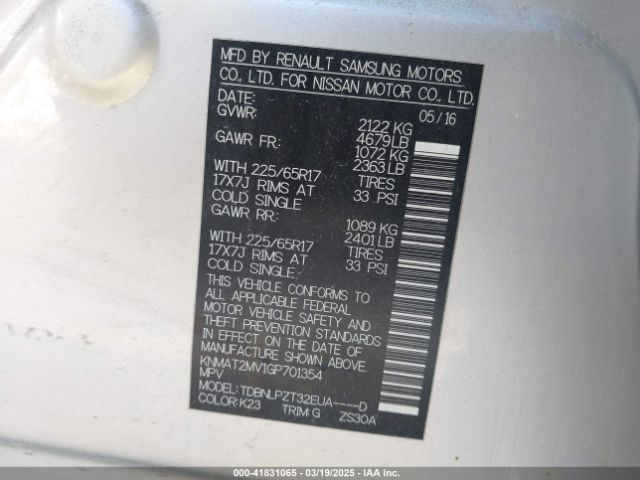 MFD BY RENAULT SAMSUNG MOTORS
CO., LTD. FOR NISSAN MOTOR CO., LTD.
DATE: 05/16
GVWR: 2122 KG
4679 LB
GAWR FR: 1072 KG
2363 LB
WITH 225/65R17 TIRES
17X7J RIMS AT 33 PSI
COLD SINGLE
GAWR RR: 1089 KG
2401 LB
WITH 225/65R17 TIRES
17X7J RIMS AT 33 PSI
COLD SINGLE
THIS VEHICLE CONFORMS TO
ALL APPLICABLE FEDERAL
MOTOR VEHICLE SAFETY AND
THEFT PREVENTION STANDARDS
IN EFFECT ON THE DATE OF
MANUFACTURE SHOWN ABOVE
KNMAT2MV1GP701354
MPV
MODEL: TDBNLPZT32EUA----D
COLOR: K23 TRIM: G ZS30A
000-41831065 / 03/19/2025 — IAA Inc.